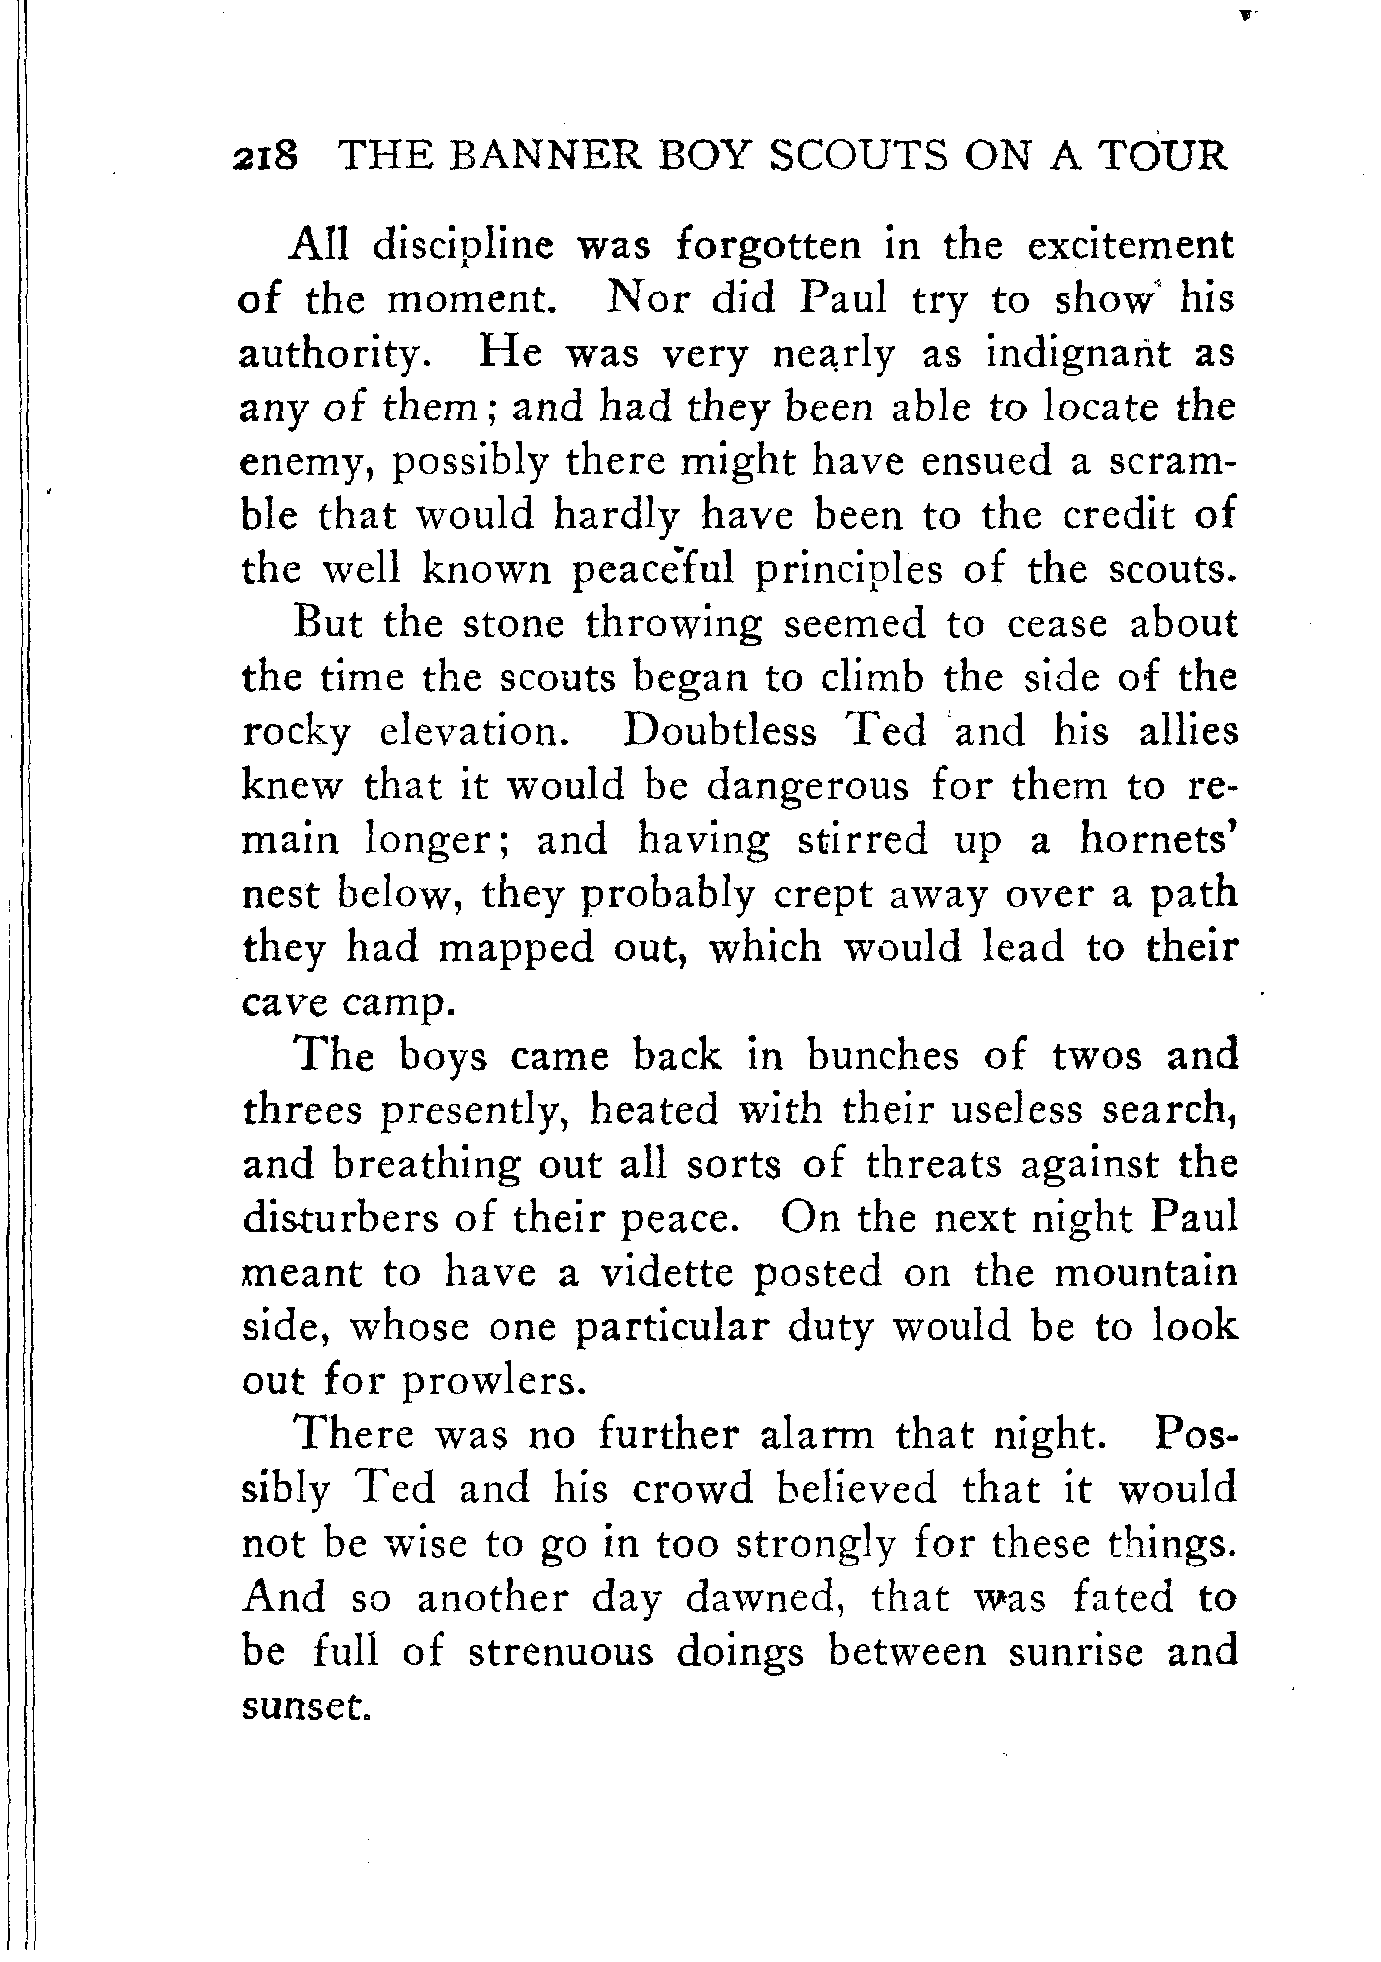 218 THE BANNER BOY SCOUTS ON A TOUR
All discipline was forgotten in the excitement
of the moment. Nor did Paul try to show his
authority. He was very nearly as indignant as
any of them; and had they been able to locate the
enemy, possibly there might have ensued a scram-
ble that would hardly have been to the credit of
the well known peaceful principles of the scouts.
But the stone throwing seemed to cease about
the time the scouts began to climb the side of the
rocky elevation. Doubtless Ted and his allies
knew that it would be dangerous for them to re-
main longer; and having stirred up a hornets'
nest below, they probably crept away over a path
they had mapped out, which would lead to their
cave camp.
The boys came back in bunches of twos and
threes presently, heated with their useless search,
and breathing out all sorts of threats against the
disturbers of their peace. On the next night Paul
meant to have a vidette posted on the mountain
side, whose one particular duty would be to look
out for prowlers.
There was no further alarm that night. Pos-
sibly Ted and his crowd believed that it would
not be wise to go in too strongly for these things.
And so another day dawned, that was fated to
be full of strenuous doings between sunrise and
sunset.